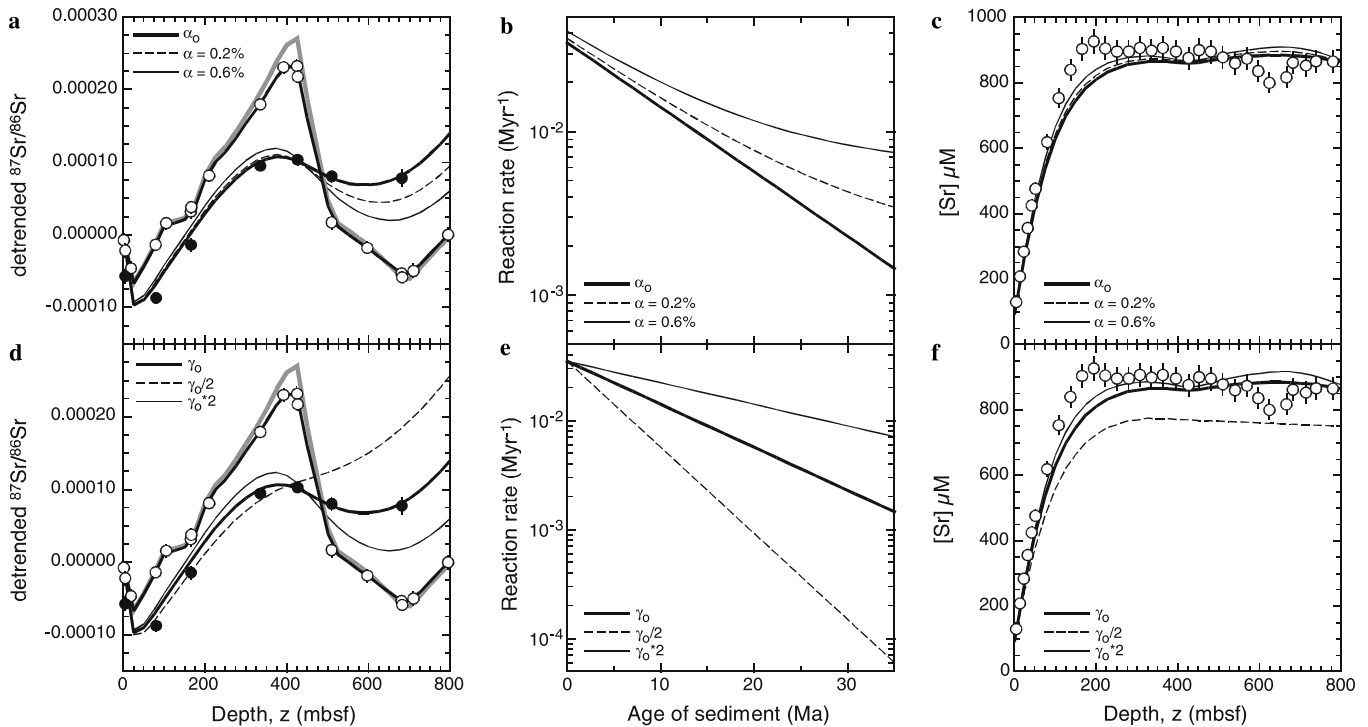 a
0.00030
0.00020
0.00010
0.00000
-0.00010
detrended ⁸⁷Sr/⁸⁶Sr
αₒ
α = 0.2%
α = 0.6%
b
10⁻²
10⁻³
Reaction rate (Myr⁻¹)
αₒ
α = 0.2%
α = 0.6%
c
1000
800
600
400
200
0
[Sr] μM
αₒ
α = 0.2%
α = 0.6%
d
0.00020
0.00010
0.00000
-0.00010
detrended ⁸⁷Sr/⁸⁶Sr
γₒ
γₒ/2
γₒ*2
0 200 400 600 800
Depth, z (mbsf)
e
10⁻²
10⁻³
10⁻⁴
Reaction rate (Myr⁻¹)
γₒ
γₒ/2
γₒ*2
0 10 20 30
Age of sediment (Ma)
f
800
600
400
200
0
[Sr] μM
γₒ
γₒ/2
γₒ*2
0 200 400 600 800
Depth, z (mbsf)